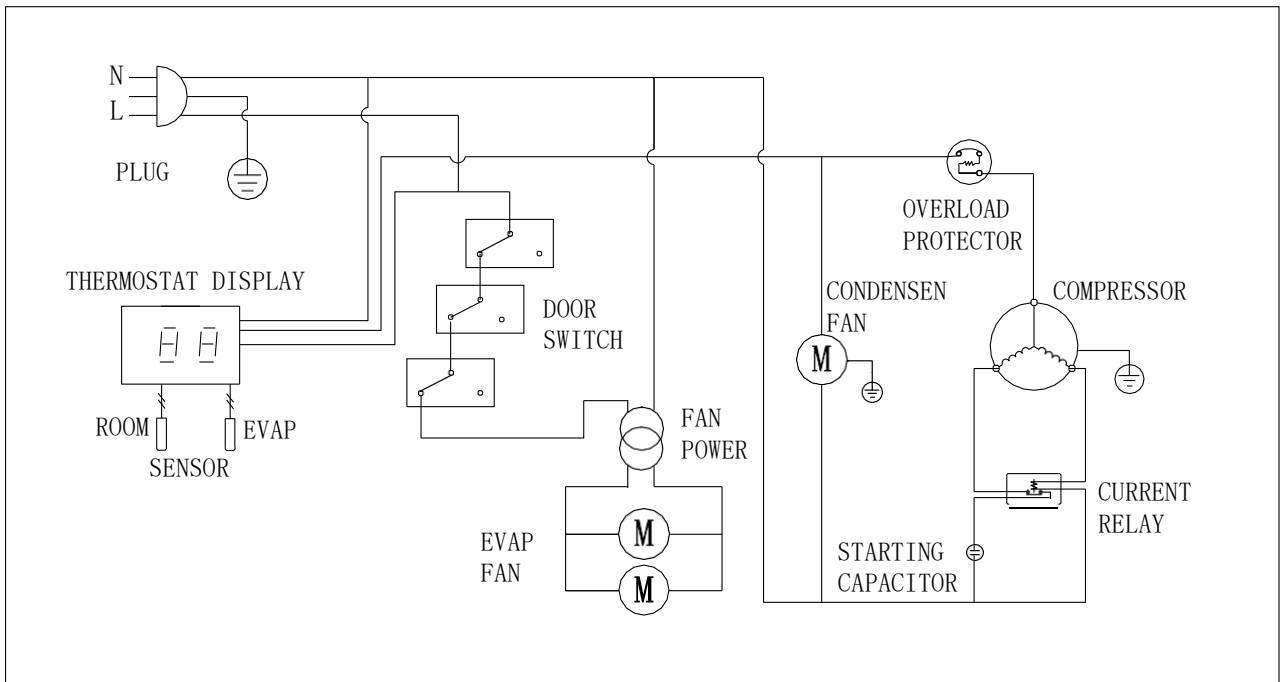 N
L
PLUG
OVERLOAD
PROTECTOR
THERMOSTAT DISPLAY
88
DOOR
SWITCH
CONDENSEN
FAN
M
COMPRESSOR
ROOM
EVAP
SENSOR
FAN
POWER
EVAP
FAN
M
M
CURRENT
RELAY
STARTING
CAPACITOR